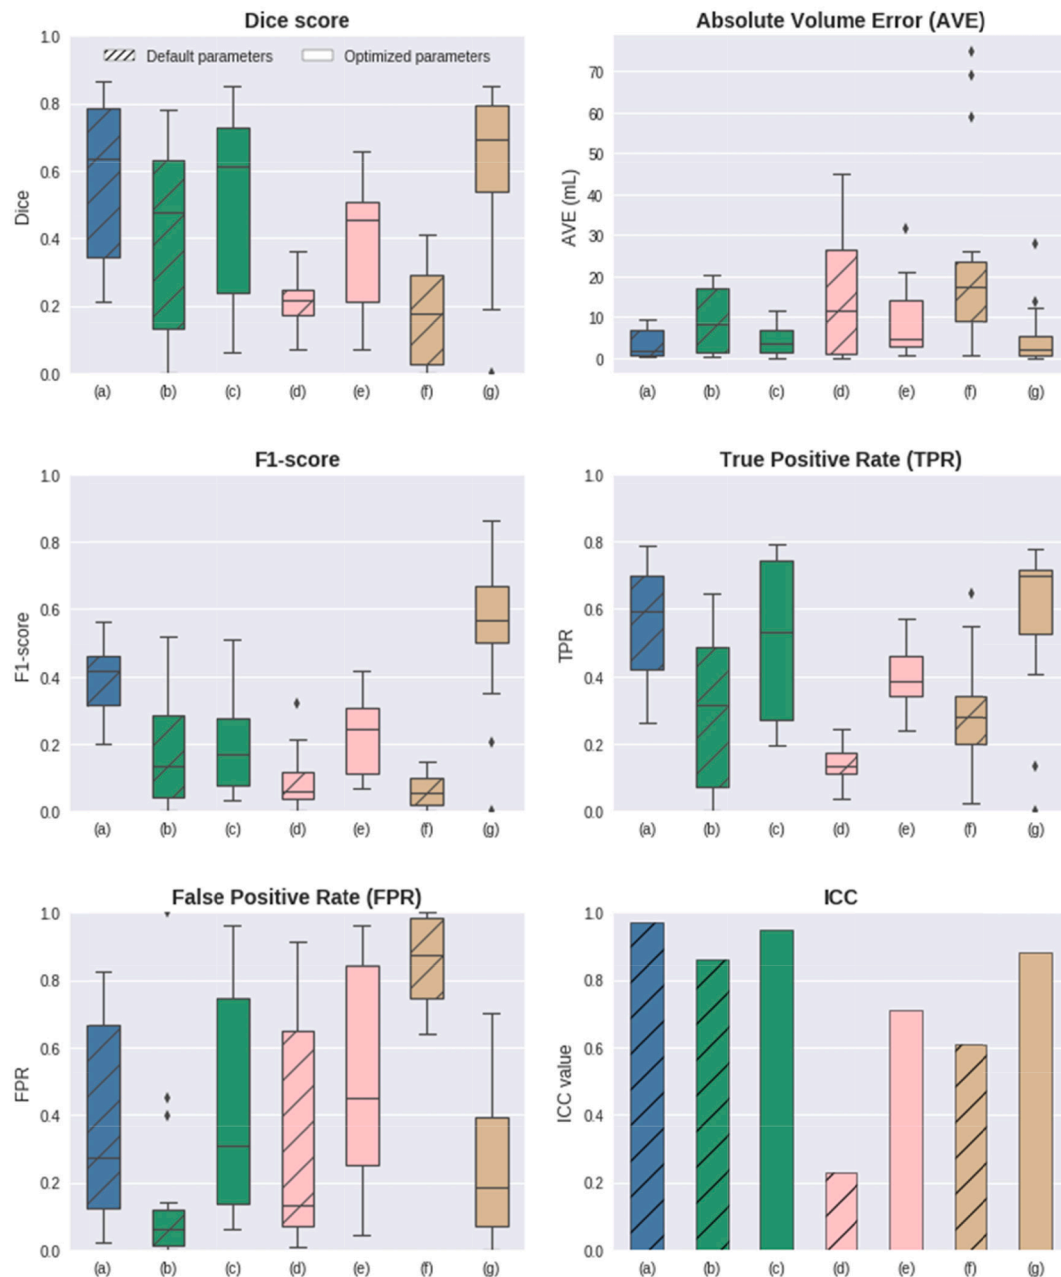 Dice score
Default parameters Optimized parameters
1.0
0.8
0.6
0.4
0.2
0.0
Dice
(a) (b) (c) (d) (e) (f) (g)
Absolute Volume Error (AVE)
70
60
50
40
30
20
10
0
AVE (mL)
(a) (b) (c) (d) (e) (f) (g)
F1-score
1.0
0.8
0.6
0.4
0.2
0.0
F1-score
(a) (b) (c) (d) (e) (f) (g)
True Positive Rate (TPR)
1.0
0.8
0.6
0.4
0.2
0.0
TPR
(a) (b) (c) (d) (e) (f) (g)
False Positive Rate (FPR)
1.0
0.8
0.6
0.4
0.2
0.0
FPR
(a) (b) (c) (d) (e) (f) (g)
ICC
1.0
0.8
0.6
0.4
0.2
0.0
ICC value
(a) (b) (c) (d) (e) (f) (g)